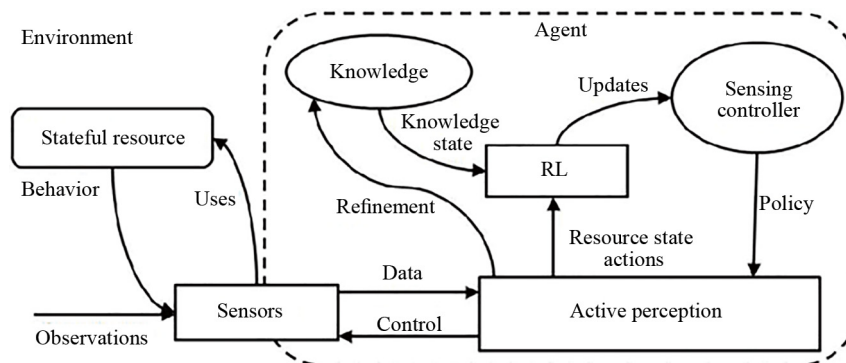 Environment
Agent
Knowledge
Updates
Sensing
controller
Stateful resource
Knowledge
state
RL
Behavior
Uses
Refinement
Policy
Resource state
actions
Data
Sensors
Active perception
Observations
Control